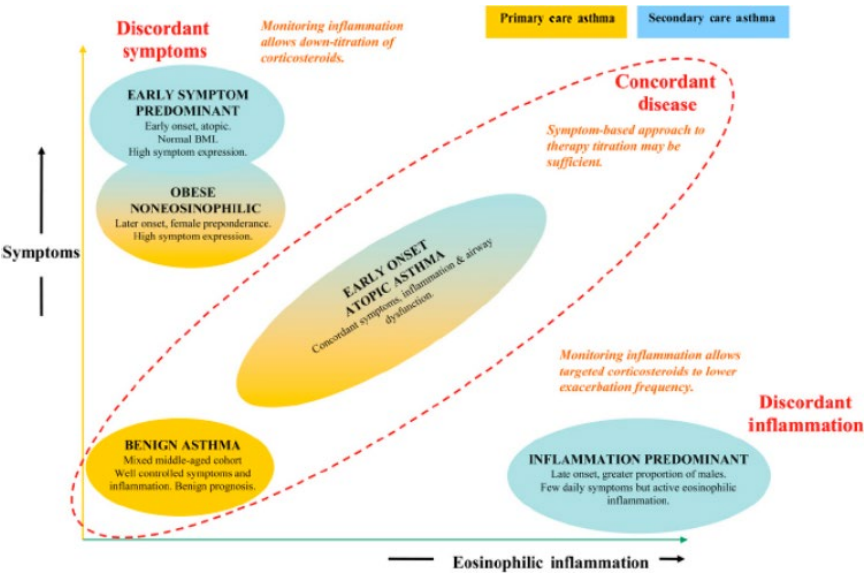 Primary care asthma
Secondary care asthma
Discordant
symptoms
Monitoring inflammation
allows down-titration of
corticosteroids.
EARLY SYMPTOM
PREDOMINANT
Early onset, atopic.
Normal BMI.
High symptom expression.
OBESE
NONEOSINOPHILIC
Later onset, female preponderance.
High symptom expression.
Symptoms
Concordant
disease
Symptom-based approach to
therapy titration may be
sufficient.
EARLY ONSET
ATOPIC ASTHMA
Concordant symptoms, inflammation & airway
dysfunction.
Monitoring inflammation allows
targeted corticosteroids to lower
exacerbation frequency.
Discordant
inflammation
BENIGN ASTHMA
Mixed middle-aged cohort
Well controlled symptoms and
inflammation. Benign prognosis.
INFLAMMATION PREDOMINANT
Late onset, greater proportion of males.
Few daily symptoms but active eosinophilic
inflammation.
Eosinophilic inflammation